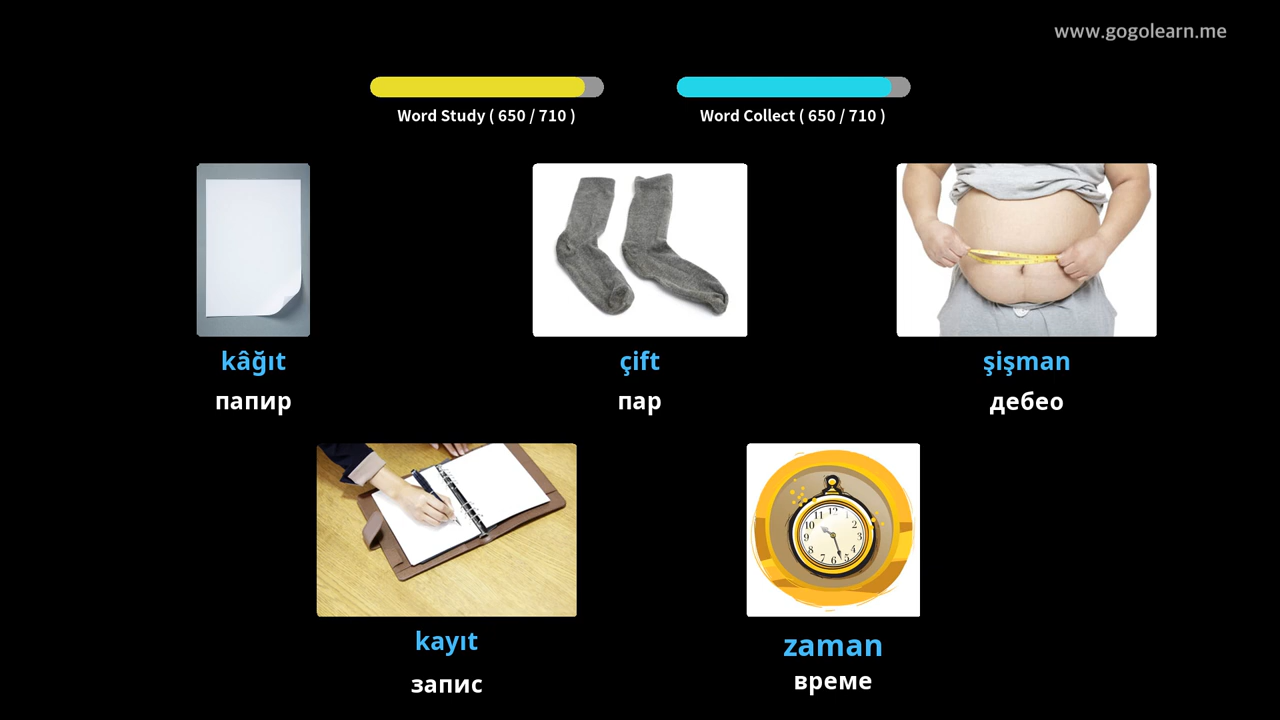 www.gogolearn.me
Word Study ( 650 / 710 )
Word Collect ( 650 / 710 )
kâğıt
папир
çift
пар
şişman
дебео
kayıt
запис
zaman
време